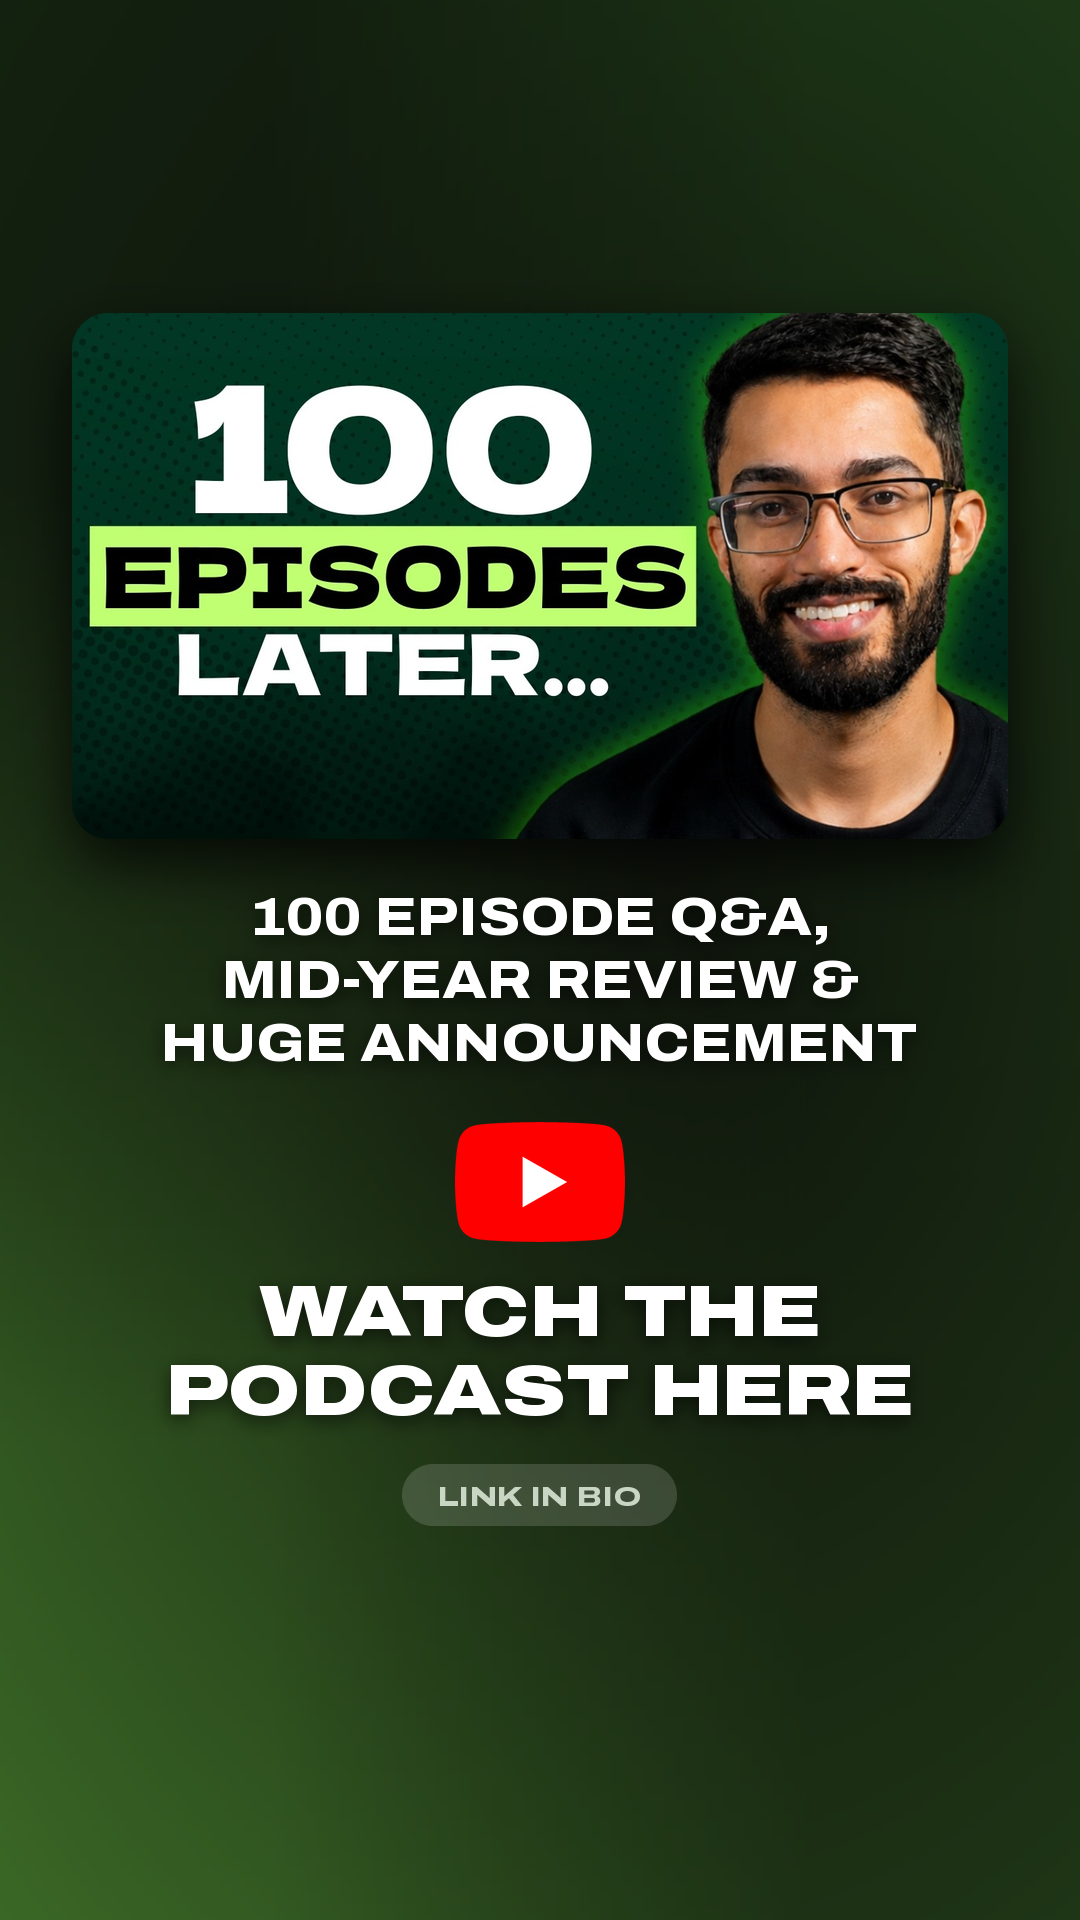 100
EPISODES
LATER...
100 EPISODE Q&A,
MID-YEAR REVIEW &
HUGE ANNOUNCEMENT
WATCH THE
PODCAST HERE
LINK IN BIO